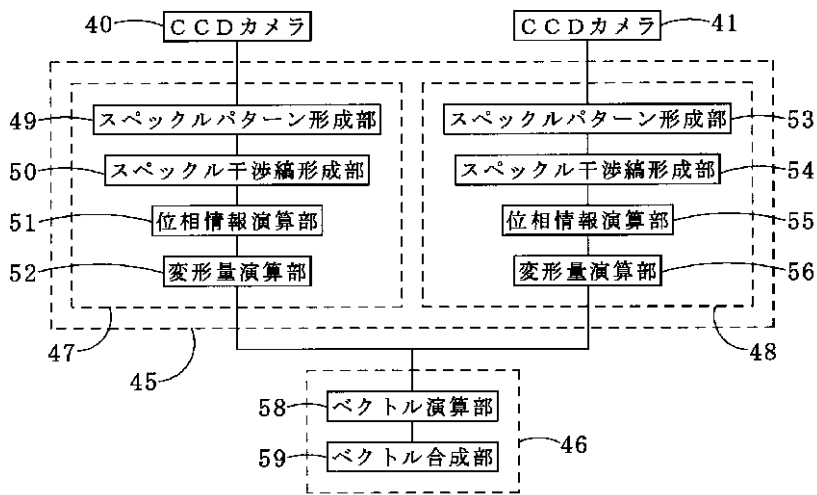 40 ＣＣＤカメラ ＣＣＤカメラ 41
49 スペックルパターン形成部 スペックルパターン形成部 53
50 スペックル干渉縞形成部 スペックル干渉縞形成部 54
51 位相情報演算部 位相情報演算部 55
52 変形量演算部 変形量演算部 56
47 48
45
58 ベクトル演算部
59 ベクトル合成部 46